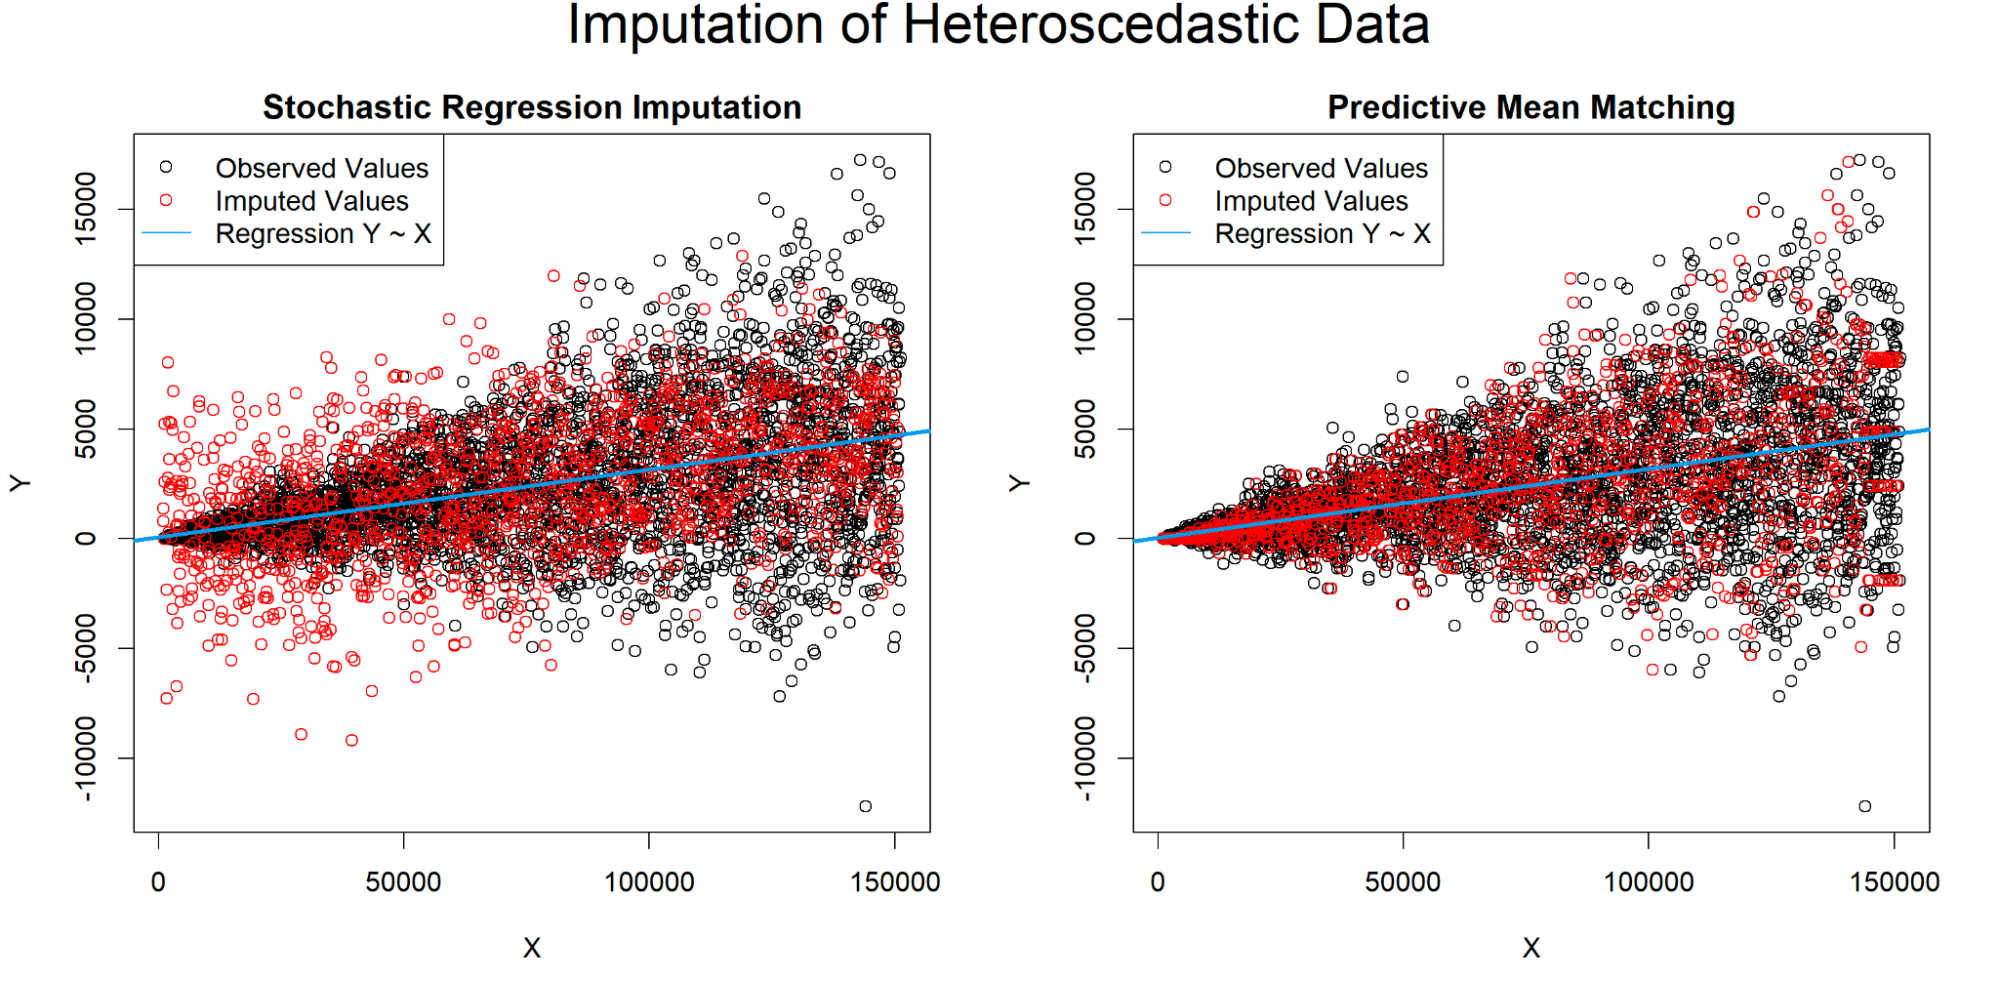 Imputation of Heteroscedastic Data
Stochastic Regression Imputation
Observed Values
Imputed Values
Regression Y ~ X
Y
15000
10000
5000
0
-5000
-10000
0 50000 100000 150000
X
Predictive Mean Matching
Observed Values
Imputed Values
Regression Y ~ X
Y
15000
10000
5000
0
-5000
-10000
0 50000 100000 150000
X